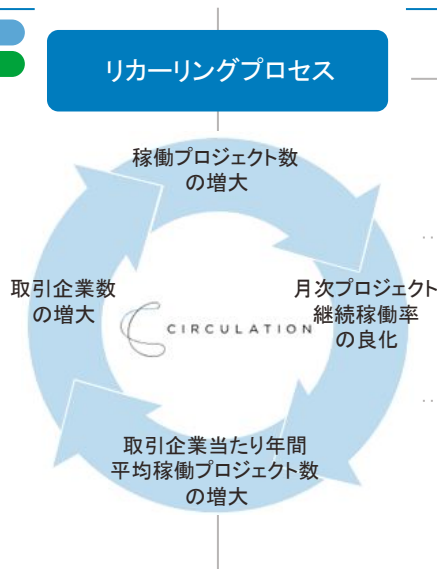 リカーリングプロセス
稼働プロジェクト数
の増大
月次プロジェクト
継続稼働率
の良化
取引企業数
の増大
CIRCULATION
取引企業当たり年間
平均稼働プロジェクト数
の増大